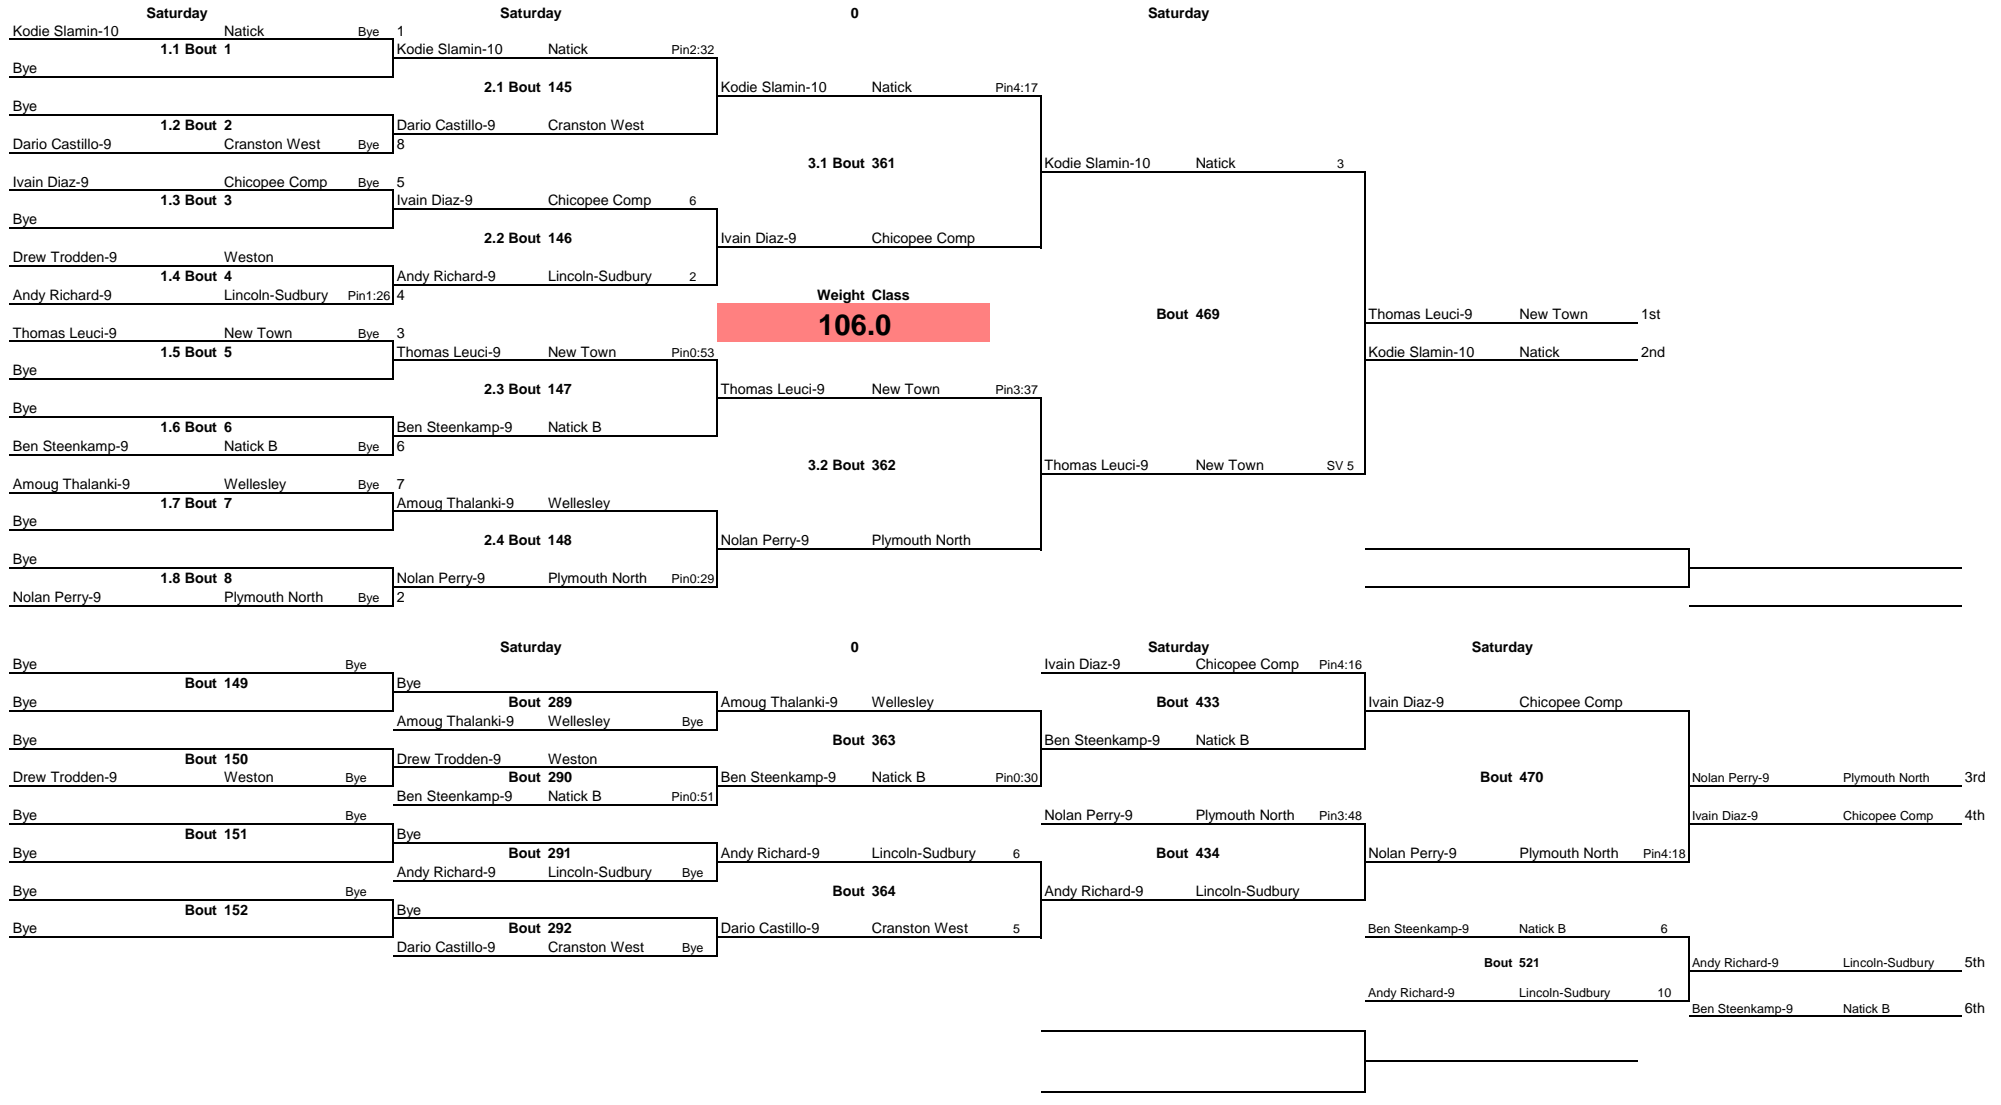 Saturday Saturday 0 Saturday
Kodie Slamin-10 Natick Bye 1
1.1 Bout 1 Kodie Slamin-10 Natick Pin2:32
Bye
2.1 Bout 145 Kodie Slamin-10 Natick Pin4:17
Bye
1.2 Bout 2 Dario Castillo-9 Cranston West
Dario Castillo-9 Cranston West Bye 8
3.1 Bout 361 Kodie Slamin-10 Natick 3
Ivain Diaz-9 Chicopee Comp Bye 5
1.3 Bout 3 Ivain Diaz-9 Chicopee Comp 6
Bye
2.2 Bout 146 Ivain Diaz-9 Chicopee Comp
Drew Trodden-9 Weston
1.4 Bout 4 Andy Richard-9 Lincoln-Sudbury 2
Andy Richard-9 Lincoln-Sudbury Pin1:26 4 Weight Class
106.0 Bout 469 Thomas Leuci-9 New Town 1st
Thomas Leuci-9 New Town Bye 3
1.5 Bout 5 Thomas Leuci-9 New Town Pin0:53 Kodie Slamin-10 Natick 2nd
Bye
2.3 Bout 147 Thomas Leuci-9 New Town Pin3:37
Bye
1.6 Bout 6 Ben Steenkamp-9 Natick B
Ben Steenkamp-9 Natick B Bye 6
3.2 Bout 362 Thomas Leuci-9 New Town SV 5
Amoug Thalanki-9 Wellesley Bye 7
1.7 Bout 7 Amoug Thalanki-9 Wellesley
Bye
2.4 Bout 148 Nolan Perry-9 Plymouth North
Bye
1.8 Bout 8 Nolan Perry-9 Plymouth North Pin0:29
Nolan Perry-9 Plymouth North Bye 2
Saturday 0 Saturday Saturday
Bye Bye Ivain Diaz-9 Chicopee Comp Pin4:16
Bout 149 Bye
Bye Bout 289 Amoug Thalanki-9 Wellesley Bout 433 Ivain Diaz-9 Chicopee Comp
Amoug Thalanki-9 Wellesley Bye
Bye Bout 363 Ben Steenkamp-9 Natick B
Bout 150 Drew Trodden-9 Weston
Drew Trodden-9 Weston Bye Bout 290 Ben Steenkamp-9 Natick B Pin0:30 Bout 470 Nolan Perry-9 Plymouth North 3rd
Ben Steenkamp-9 Natick B Pin0:51
Bye Bye Nolan Perry-9 Plymouth North Pin3:48 Ivain Diaz-9 Chicopee Comp 4th
Bout 151 Bye
Bye Bout 291 Andy Richard-9 Lincoln-Sudbury 6 Bout 434 Nolan Perry-9 Plymouth North Pin4:18
Andy Richard-9 Lincoln-Sudbury Bye
Bye Bye Bout 364 Andy Richard-9 Lincoln-Sudbury
Bout 152 Bye
Bye Bout 292 Dario Castillo-9 Cranston West 5 Ben Steenkamp-9 Natick B 6
Dario Castillo-9 Cranston West Bye
Bout 521 Andy Richard-9 Lincoln-Sudbury 5th
Andy Richard-9 Lincoln-Sudbury 10
Ben Steenkamp-9 Natick B 6th